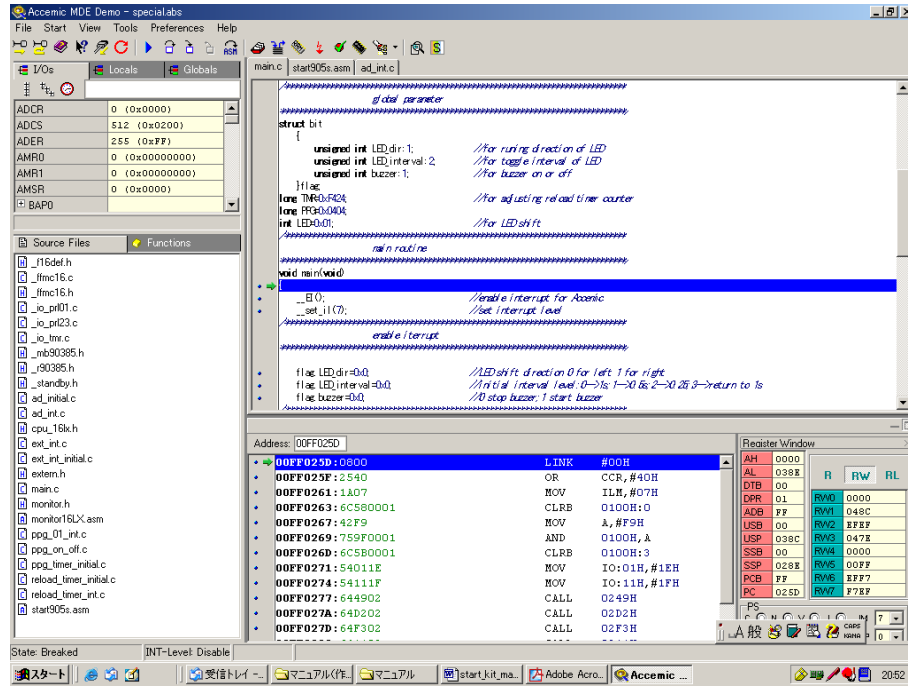 Accemic MDE Demo - special.abs
File Start View Tools Preferences Help
I/Os Locals Globals
ADCR 0 (0x0000)
ADCS 512 (0x0200)
ADER 255 (0xFF)
AMR0 0 (0x00000000)
AMR1 0 (0x00000000)
AMSR 0 (0x0000)
BAP0
Source Files Functions
_f16def.h
_ffmc16.c
_ffmc16.h
_io_prl01.c
_io_prl23.c
_io_tmr.c
_mb90385.h
_r90385.h
_standby.h
ad_initial.c
ad_int.c
cpu_16lx.h
ext_int.c
ext_int_initial.c
extern.h
main.c
monitor.h
monitor16LX.asm
ppg_01_int.c
ppg_on_off.c
ppg_timer_initial.c
reload_timer_initial.c
reload_timer_int.c
start905s.asm
main.c start905s.asm ad_int.c
global parameter
struct bit
{
unsigned int LED_dir:1; //for runing direction of LED
unsigned int LED_interval:2; //for toggle interval of LED
unsigned int buzzer:1; //for buzzer on or off
}flag;
long TMR=0xF424; //for adjusting reload timer counter
long PPG=0x0404;
int LED=0x01; //for LED shift
main routine
void main(void)
{
__EI(); //enable interrupt for Accemic
__set_il(7); //set interrupt level
enable iterrupt
flag.LED_dir=0x0; //LED shift direction 0 for left 1 for right
flag.LED_interval=0x0; //initial interval level:0-->1s;1-->0.5s;2-->0.25;3-->return to 1s
flag.buzzer=0x0; //0 stop buzzer; 1 start buzzer
Address: 00FF025D
00FF025D:0800 LINK #00H
00FF025F:2540 OR CCR,#40H
00FF0261:1A07 MOV ILM,#07H
00FF0263:6C580001 CLRB 0100H:0
00FF0267:42F9 MOV A,#F9H
00FF0269:759F0001 AND 0100H,A
00FF026D:6C5B0001 CLRB 0100H:3
00FF0271:54011E MOV IO:01H,#1EH
00FF0274:54111F MOV IO:11H,#1FH
00FF0277:644902 CALL 0249H
00FF027A:64D202 CALL 02D2H
00FF027D:64F302 CALL 02F3H
Register Window
AH 0000
AL 038E
DTB 00
DPR 01
ADB FF
USB 00
USP 038C
SSB 00
SSP 028E
PCB FF
PC 025D
R RW RL
RW0 0000
RW1 048C
RW2 EFEF
RW3 047E
RW4 0000
RW5 00FF
RW6 EFF7
RW7 F7EF
PS
7
0
A 般 CAPS KANA
State: Breaked INT-Level: Disable
スタート 受信トレイ -... マニュアル(作... マニュアル start_kit_ma... Adobe Acro... Accemic ... 20:52